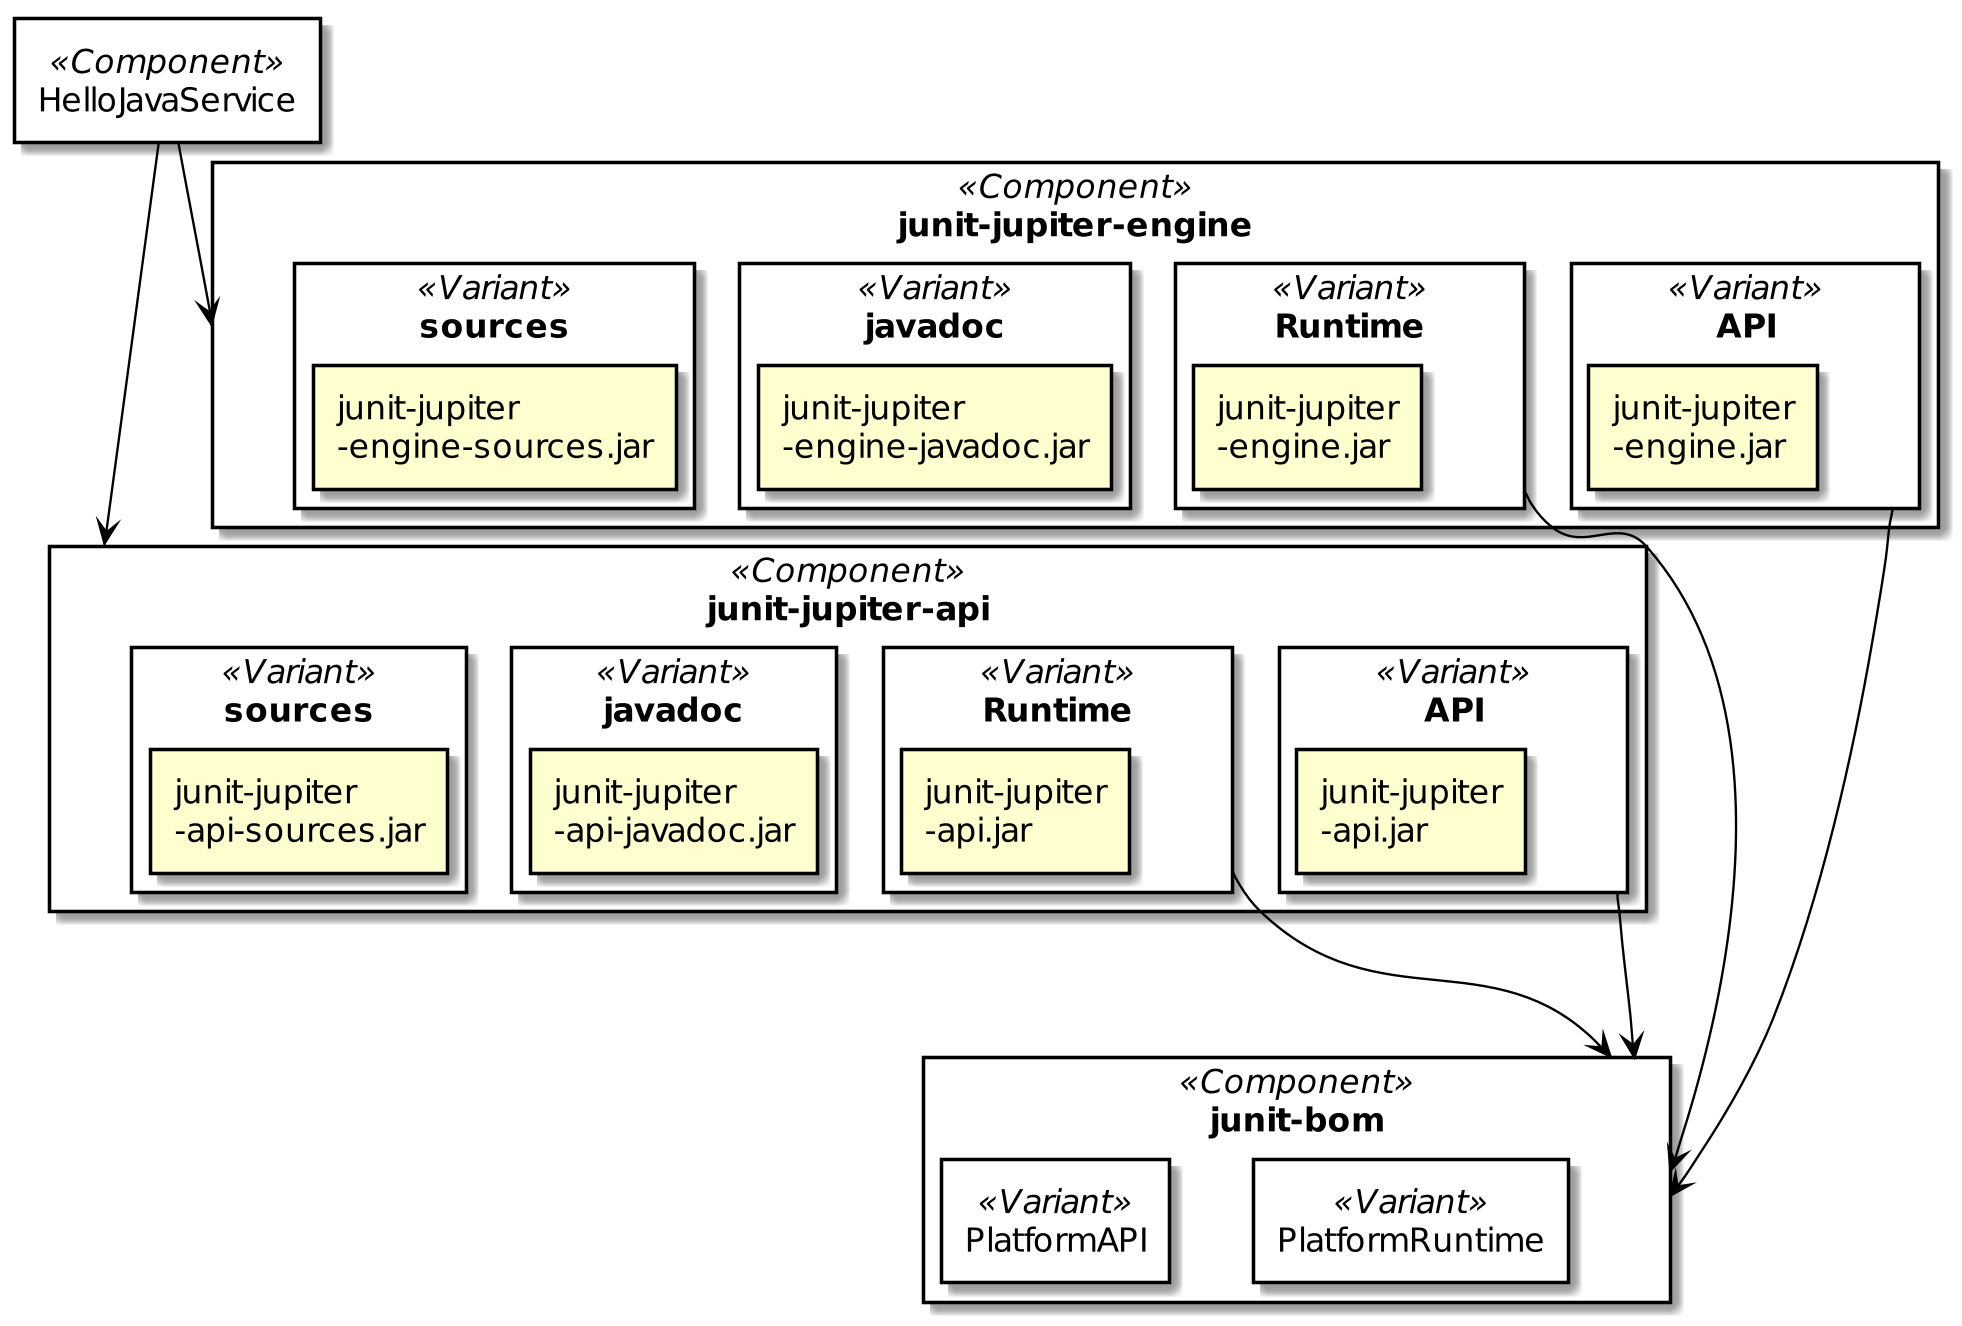 «Component»
HelloJavaService
«Component»
junit-jupiter-engine
«Variant»
sources
junit-jupiter
-engine-sources.jar
«Variant»
javadoc
junit-jupiter
-engine-javadoc.jar
«Variant»
Runtime
junit-jupiter
-engine.jar
«Variant»
API
junit-jupiter
-engine.jar
«Component»
junit-jupiter-api
«Variant»
sources
junit-jupiter
-api-sources.jar
«Variant»
javadoc
junit-jupiter
-api-javadoc.jar
«Variant»
Runtime
junit-jupiter
-api.jar
«Variant»
API
junit-jupiter
-api.jar
«Component»
junit-bom
«Variant»
PlatformAPI
«Variant»
PlatformRuntime